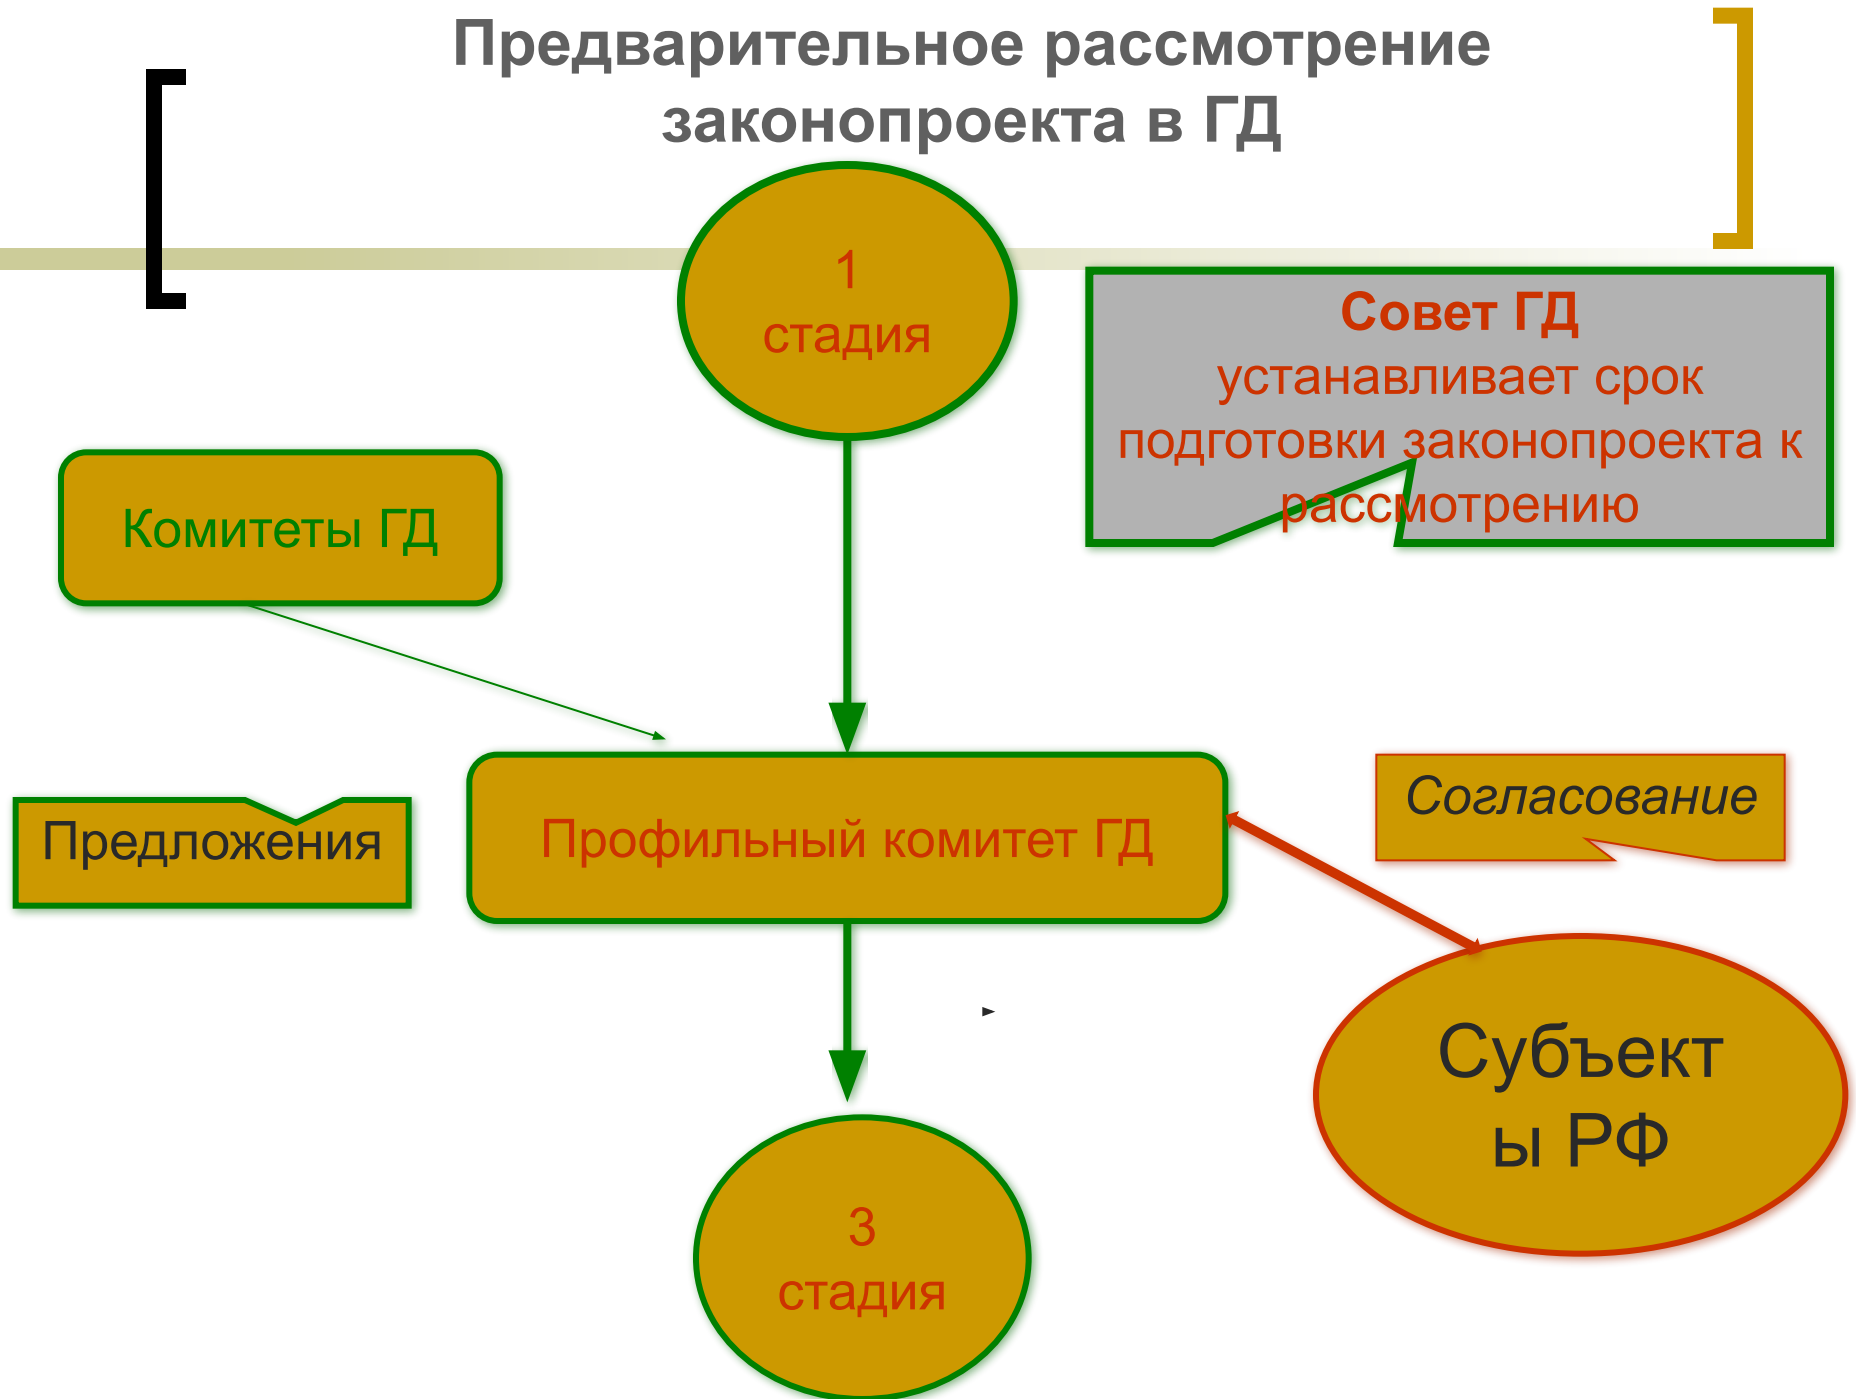 Предварительное рассмотрение
законопроекта в ГД
1
стадия
Совет ГД
устанавливает срок
подготовки законопроекта к
рассмотрению
Комитеты ГД
Предложения
Профильный комитет ГД
Согласование
Субъект
ы РФ
3
стадия